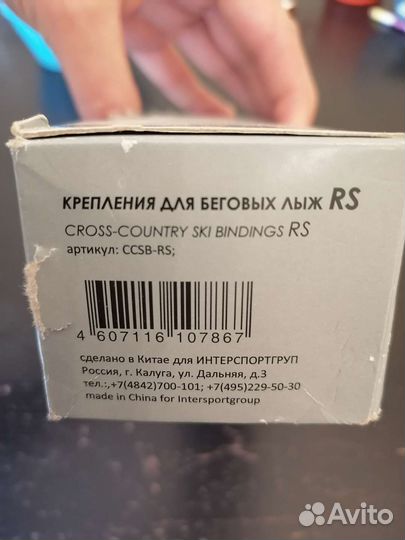 КРЕПЛЕНИЯ ДЛЯ БЕГОВЫХ ЛЫЖ RS
CROSS-COUNTRY SKI BINDINGS RS
артикул: CCSB-RS;
4 607116 107867
сделано в Китае для ИНТЕРСПОРТГРУП
Россия, г. Калуга, ул. Дальняя, д.3
тел.:,+7(4842)700-101; +7(495)229-50-30
made in China for Intersportgroup
Avito